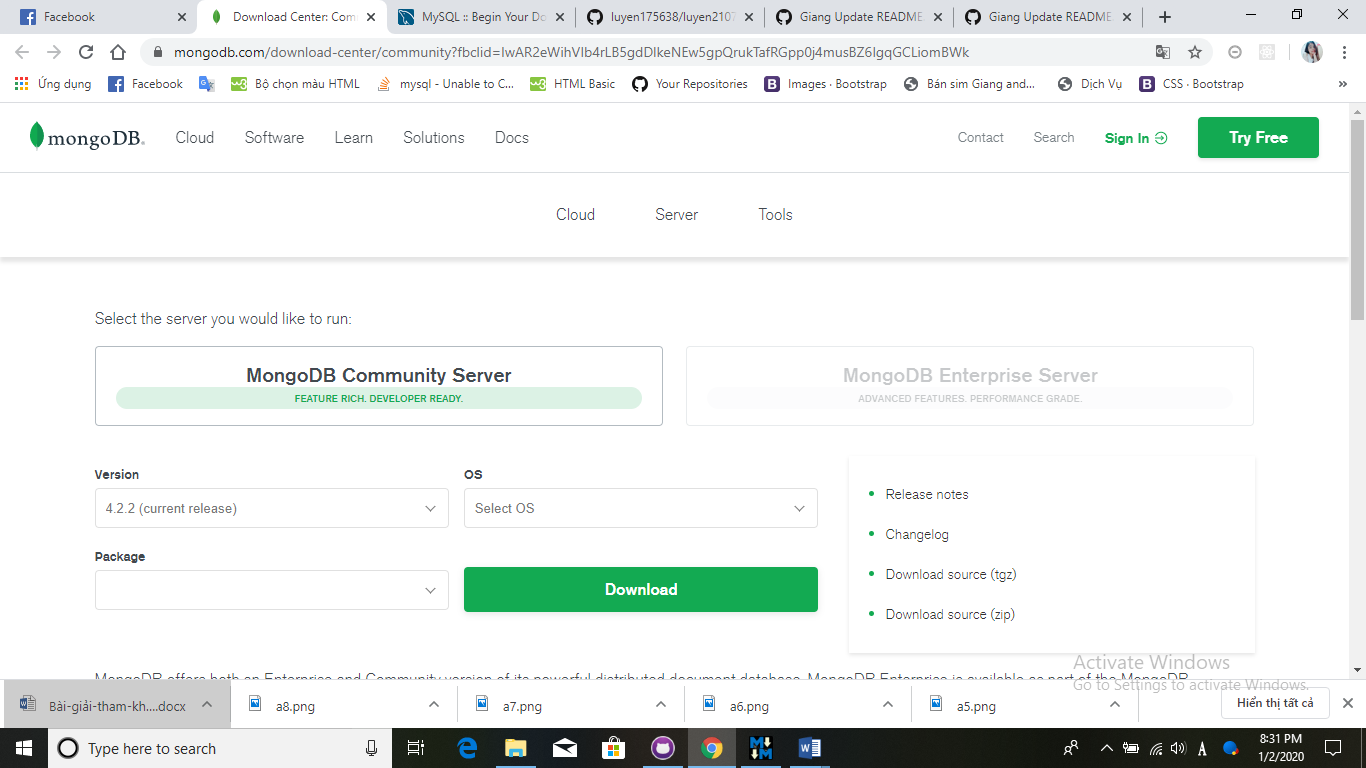 Facebook
Download Center: Com
MySQL :: Begin Your Do
luyen175638/luyen2107
Giang Update README.
Giang Update README.
mongodb.com/download-center/community?fbclid=IwAR2eWihVIb4rLB5gdDlkeNEw5gpQrukTafRGpp0j4musBZ6IgqGCLiomBWk
Ứng dụng
Facebook
Bộ chọn màu HTML
mysql - Unable to C...
HTML Basic
Your Repositories
Images · Bootstrap
Bán sim Giang and...
Dịch Vụ
CSS · Bootstrap
»
mongoDB.
Cloud
Software
Learn
Solutions
Docs
Contact
Search
Sign In
Try Free
Cloud
Server
Tools
Select the server you would like to run:
MongoDB Community Server
FEATURE RICH. DEVELOPER READY.
MongoDB Enterprise Server
ADVANCED FEATURES. PERFORMANCE GRADE.
Version
4.2.2 (current release)
OS
Select OS
Package
Download
Release notes
Changelog
Download source (tgz)
Download source (zip)
MongoDB offers both an Enterprise and Community version of its powerful distributed document database. MongoDB Enterprise is available as part of the MongoDB
Activate Windows
Go to Settings to activate Windows.
Bài-giải-tham-kh....docx
a8.png
a7.png
a6.png
a5.png
Hiển thị tất cả
Type here to search
8:31 PM
1/2/2020